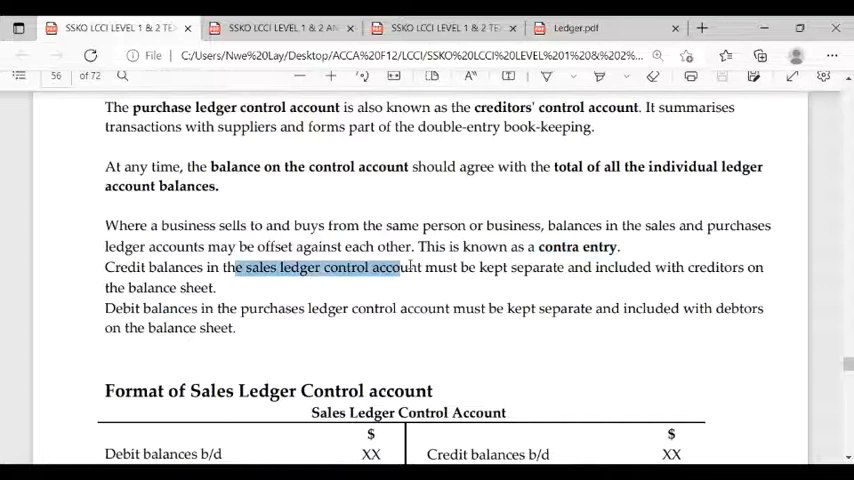 SSKO LCCI LEVEL 1 & 2 TE
SSKO LCCI LEVEL 1 & 2 AN
SSKO LCCI LEVEL 1 & 2 TE
Ledger.pdf
File
C:/Users/Nwe%20Lay/Desktop/ACCA%20F12/LCCI/SSKO%20LCCI%20LEVEL%201%20&%202%...
56 of 72
The purchase ledger control account is also known as the creditors' control account. It summarises
transactions with suppliers and forms part of the double-entry book-keeping.
At any time, the balance on the control account should agree with the total of all the individual ledger
account balances.
Where a business sells to and buys from the same person or business, balances in the sales and purchases
ledger accounts may be offset against each other. This is known as a contra entry.
Credit balances in the sales ledger control account must be kept separate and included with creditors on
the balance sheet.
Debit balances in the purchases ledger control account must be kept separate and included with debtors
on the balance sheet.
Format of Sales Ledger Control account
Sales Ledger Control Account
$ $
Debit balances b/d XX Credit balances b/d XX